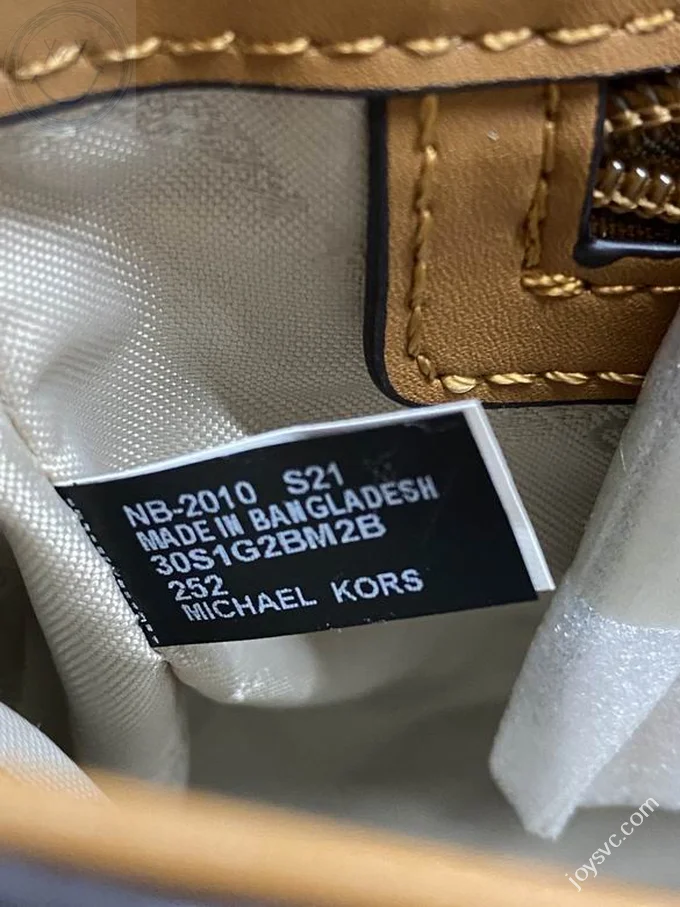 NB-2010 S21
MADE IN BANGLADESH
30S1G2BM2B
252
MICHAEL KORS
joysvc.com